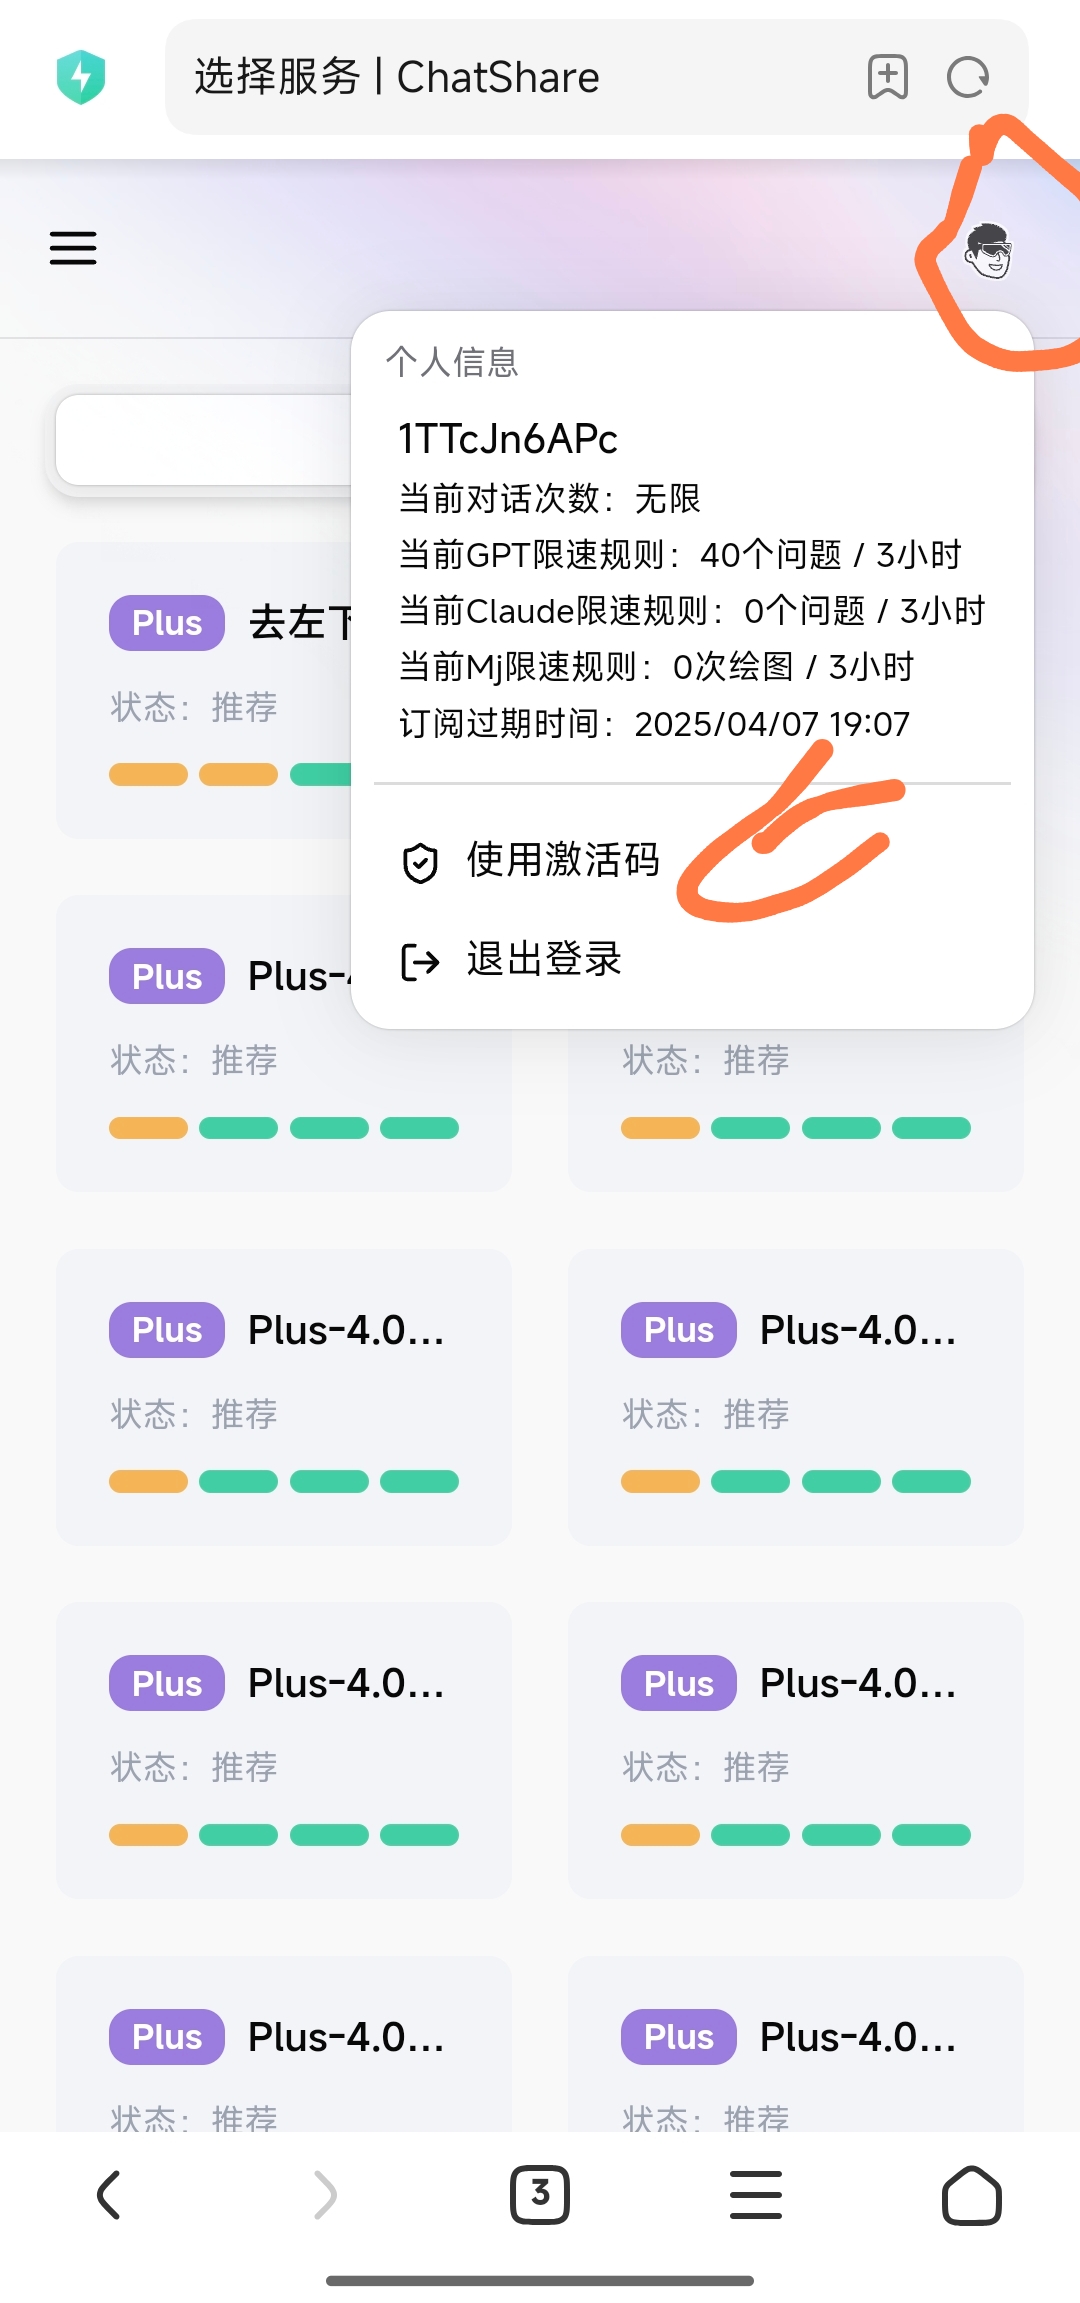 选择服务 | ChatShare
个人信息
1TTcJn6APc
当前对话次数：无限
当前GPT限速规则：40个问题 / 3小时
当前Claude限速规则：0个问题 / 3小时
当前Mj限速规则：0次绘图 / 3小时
订阅过期时间：2025/04/07 19:07
使用激活码
退出登录
Plus 去左下
状态：推荐
Plus Plus-4
状态：推荐
状态：推荐
Plus Plus-4.0...
状态：推荐
Plus Plus-4.0...
状态：推荐
Plus Plus-4.0...
状态：推荐
Plus Plus-4.0...
状态：推荐
Plus Plus-4.0...
状态：推荐
Plus Plus-4.0...
状态：推荐
3